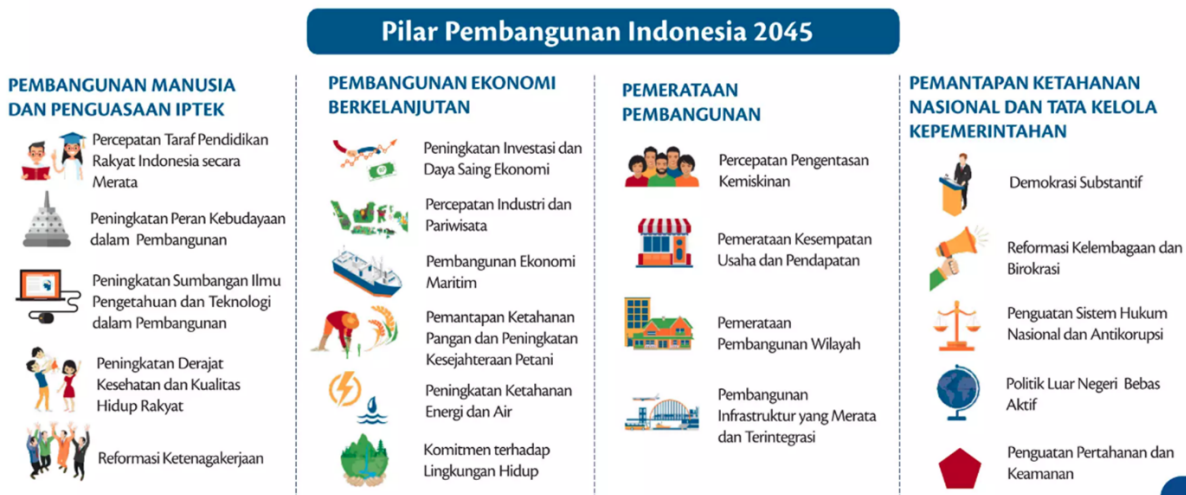 Pilar Pembangunan Indonesia 2045
PEMBANGUNAN MANUSIA
DAN PENGUASAAN IPTEK
Percepatan Taraf Pendidikan
Rakyat Indonesia secara
Merata
Peningkatan Peran Kebudayaan
dalam Pembangunan
Peningkatan Sumbangan Ilmu
Pengetahuan dan Teknologi
dalam Pembangunan
Peningkatan Derajat
Kesehatan dan Kualitas
Hidup Rakyat
Reformasi Ketenagakerjaan
PEMBANGUNAN EKONOMI
BERKELANJUTAN
Peningkatan Investasi dan
Daya Saing Ekonomi
Percepatan Industri dan
Pariwisata
Pembangunan Ekonomi
Maritim
Pemantapan Ketahanan
Pangan dan Peningkatan
Kesejahteraan Petani
Peningkatan Ketahanan
Energi dan Air
Komitmen terhadap
Lingkungan Hidup
PEMERATAAN
PEMBANGUNAN
Percepatan Pengentasan
Kemiskinan
Pemerataan Kesempatan
Usaha dan Pendapatan
Pemerataan
Pembangunan Wilayah
Pembangunan
Infrastruktur yang Merata
dan Terintegrasi
PEMANTAPAN KETAHANAN
NASIONAL DAN TATA KELOLA
KEPEMERINTAHAN
Demokrasi Substantif
Reformasi Kelembagaan dan
Birokrasi
Penguatan Sistem Hukum
Nasional dan Antikorupsi
Politik Luar Negeri Bebas
Aktif
Penguatan Pertahanan dan
Keamanan